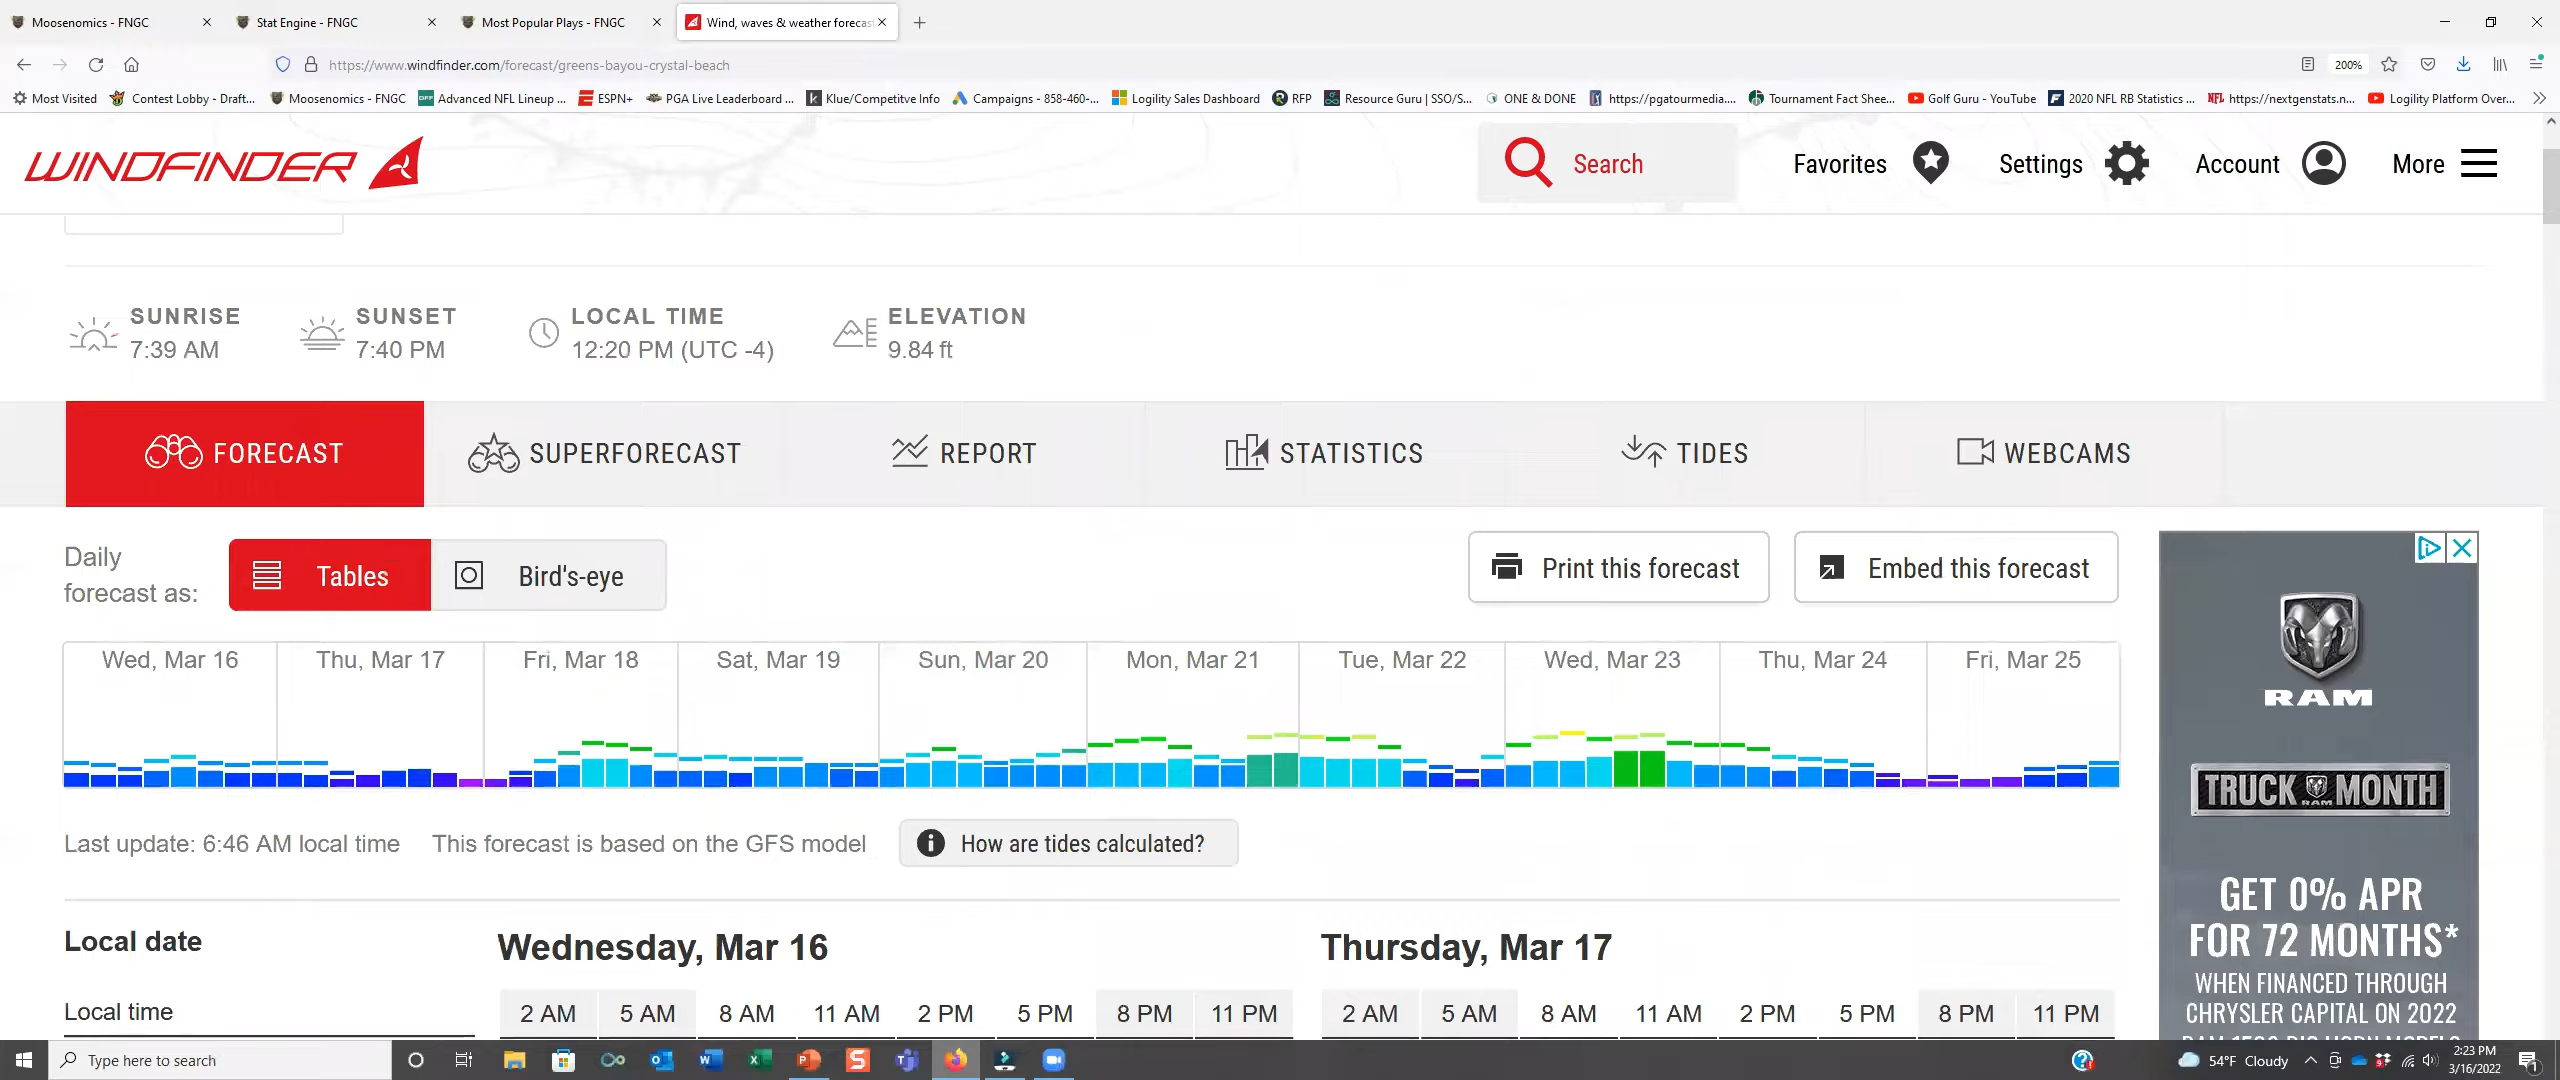 Moosenomics - FNGC
Stat Engine - FNGC
Most Popular Plays - FNGC
Wind, waves & weather forecas
https://www.windfinder.com/forecast/greens-bayou-crystal-beach
200%
Most Visited
Contest Lobby - Draft...
Moosenomics - FNGC
Advanced NFL Lineup ...
ESPN+
PGA Live Leaderboard ...
Klue/Competitve Info
Campaigns - 858-460-...
Logility Sales Dashboard
RFP
Resource Guru | SSO/S...
ONE & DONE
https://pgatourmedia....
Tournament Fact Shee...
Golf Guru - YouTube
2020 NFL RB Statistics ...
https://nextgenstats.n...
Logility Platform Over...
WINDFINDER
Search
Favorites
Settings
Account
More
SUNRISE
7:39 AM
SUNSET
7:40 PM
LOCAL TIME
12:20 PM (UTC -4)
ELEVATION
9.84 ft
FORECAST
SUPERFORECAST
REPORT
STATISTICS
TIDES
WEBCAMS
Daily
forecast as:
Tables
Bird's-eye
Print this forecast
Embed this forecast
Wed, Mar 16
Thu, Mar 17
Fri, Mar 18
Sat, Mar 19
Sun, Mar 20
Mon, Mar 21
Tue, Mar 22
Wed, Mar 23
Thu, Mar 24
Fri, Mar 25
Last update: 6:46 AM local time
This forecast is based on the GFS model
How are tides calculated?
Local date
Wednesday, Mar 16
Thursday, Mar 17
Local time
2 AM 5 AM 8 AM 11 AM 2 PM 5 PM 8 PM 11 PM
2 AM 5 AM 8 AM 11 AM 2 PM 5 PM 8 PM 11 PM
RAM
TRUCK MONTH
GET 0% APR
FOR 72 MONTHS*
WHEN FINANCED THROUGH
CHRYSLER CAPITAL ON 2022
Type here to search
54°F Cloudy
2:23 PM
3/16/2022